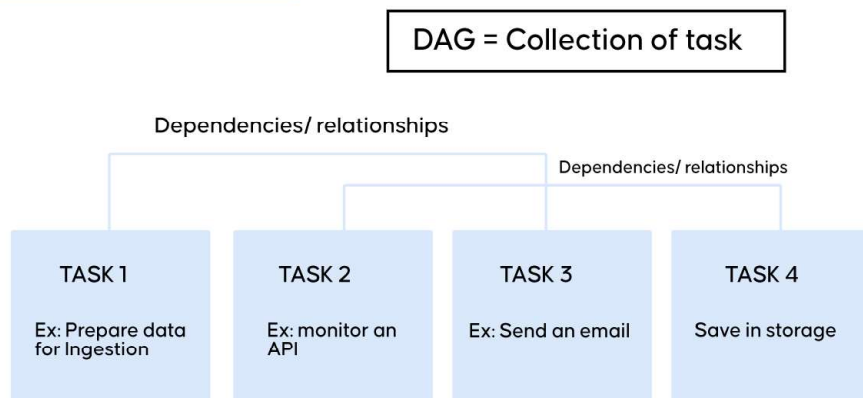 DAG = Collection of task
Dependencies/ relationships
Dependencies/ relationships
TASK 1
Ex: Prepare data
for Ingestion
TASK 2
Ex: monitor an
API
TASK 3
Ex: Send an email
TASK 4
Save in storage